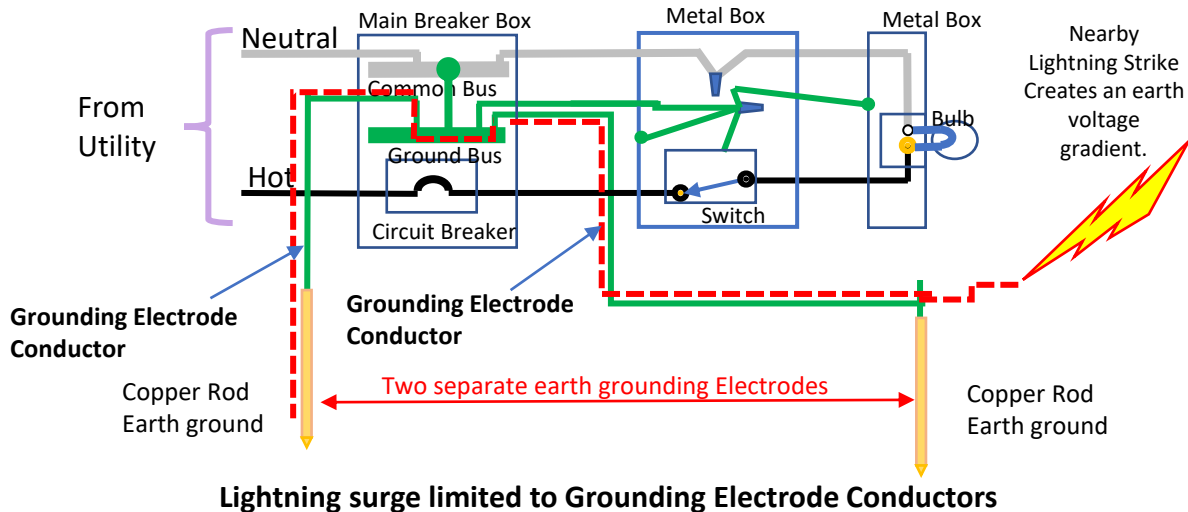 Main Breaker Box
Metal Box
Metal Box
Neutral
Nearby
Lightning Strike
Creates an earth
voltage
gradient.
From
Utility
Common Bus
Bulb
Ground Bus
Hot
Switch
Circuit Breaker
Grounding Electrode
Conductor
Grounding Electrode
Conductor
Copper Rod
Earth ground
Two separate earth grounding Electrodes
Copper Rod
Earth ground
Lightning surge limited to Grounding Electrode Conductors